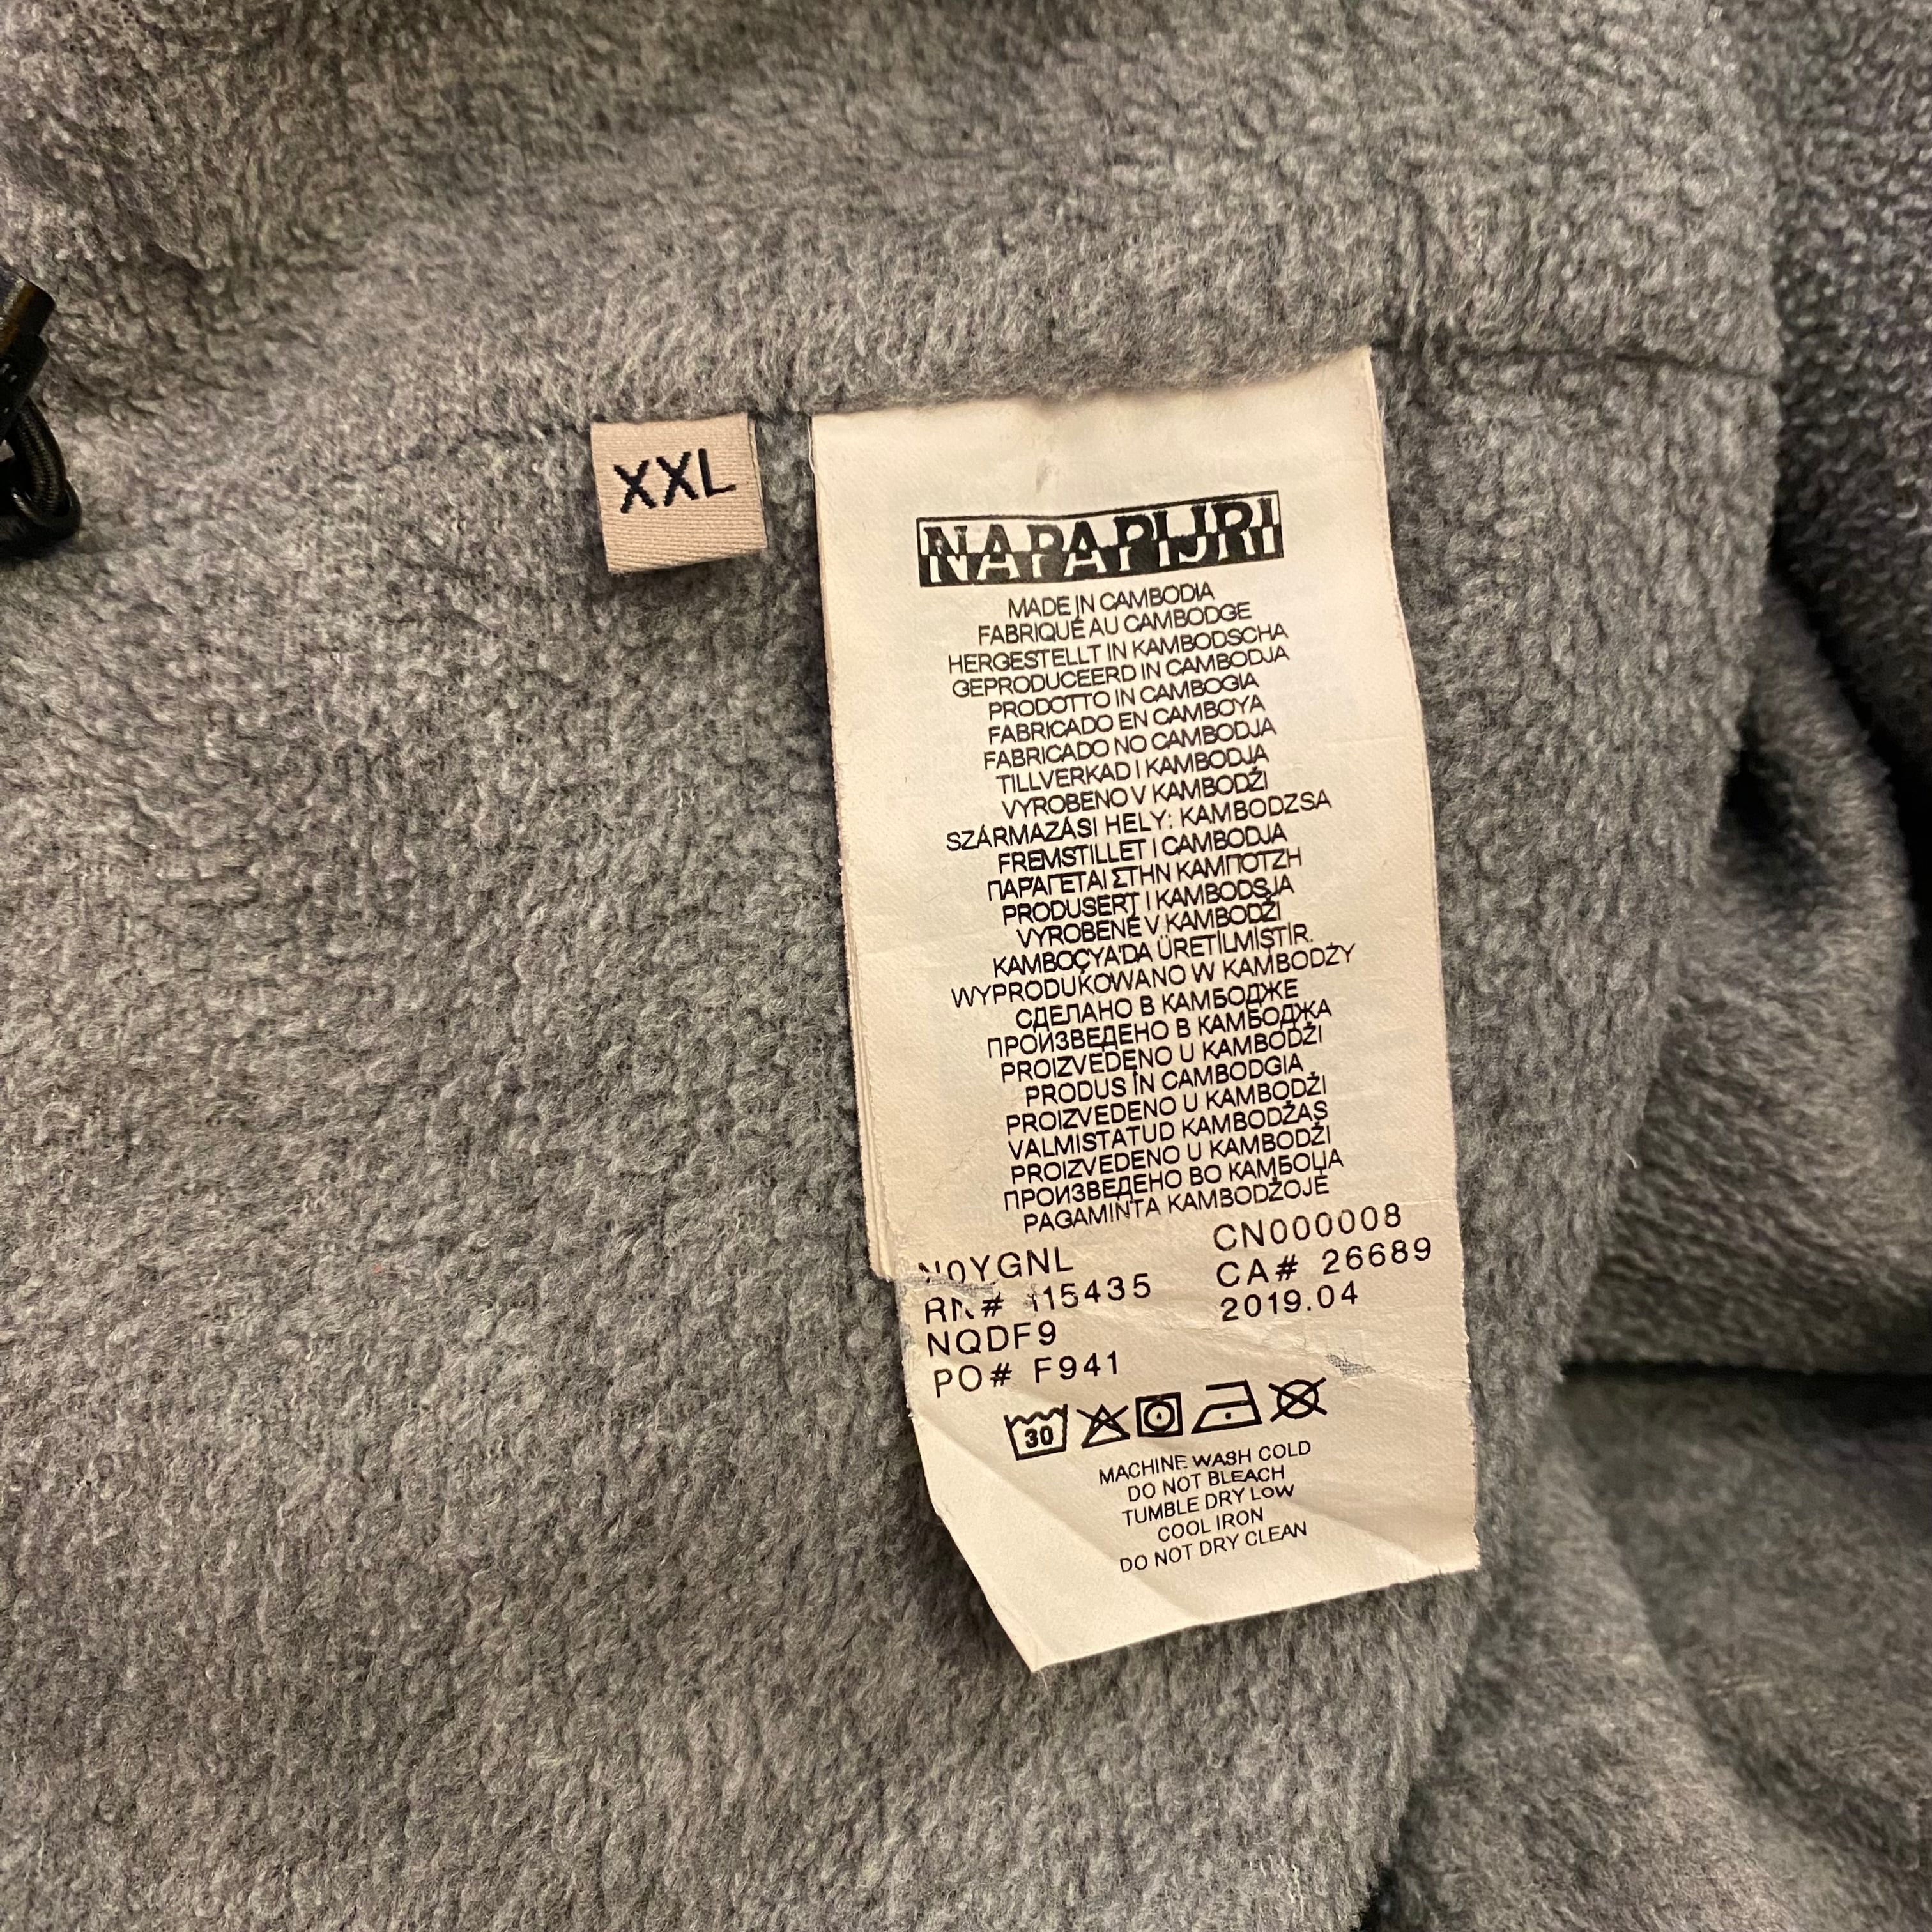 XXL
NAPAPIJRI
MADE IN CAMBODIA
FABRIQUÉ AU CAMBODGE
HERGESTELLT IN KAMBODSCHA
GEPRODUCEERD IN CAMBODJA
PRODOTTO IN CAMBOGIA
FABRICADO EN CAMBOYA
FABRICADO NO CAMBODJA
TILLVERKAD I KAMBODJA
VYROBENO V KAMBODŽI
SZÁRMAZÁSI HELY: KAMBODZSA
FREMSTILLET I CAMBODJA
ΠΑΡΑΓΕΤΑΙ ΣΤΗΝ ΚΑΜΠΟΤΖΗ
PRODUSERT I KAMBODSJA
VYROBENÉ V KAMBODŽI
KAMBOÇYA'DA ÜRETİLMİŞTİR.
WYPRODUKOWANO W KAMBODŻY
СДЕЛАНО В КАМБОДЖЕ
ПРОИЗВЕДЕНО В КАМБОДЖА
PROIZVEDENO U KAMBODŽI
PRODUS ÎN CAMBODGIA
PROIZVEDENO U KAMBODŽI
VALMISTATUD KAMBODŽAS
PROIZVEDENO U KAMBODŽI
ПРОИЗВЕДЕНО ВО КАМБОЏА
PAGAMINTA KAMBODŽOJE
N0YGNL CN000008
RN# 115435 CA# 26689
NQDF9 2019.04
PO# F941
30
MACHINE WASH COLD
DO NOT BLEACH
TUMBLE DRY LOW
COOL IRON
DO NOT DRY CLEAN